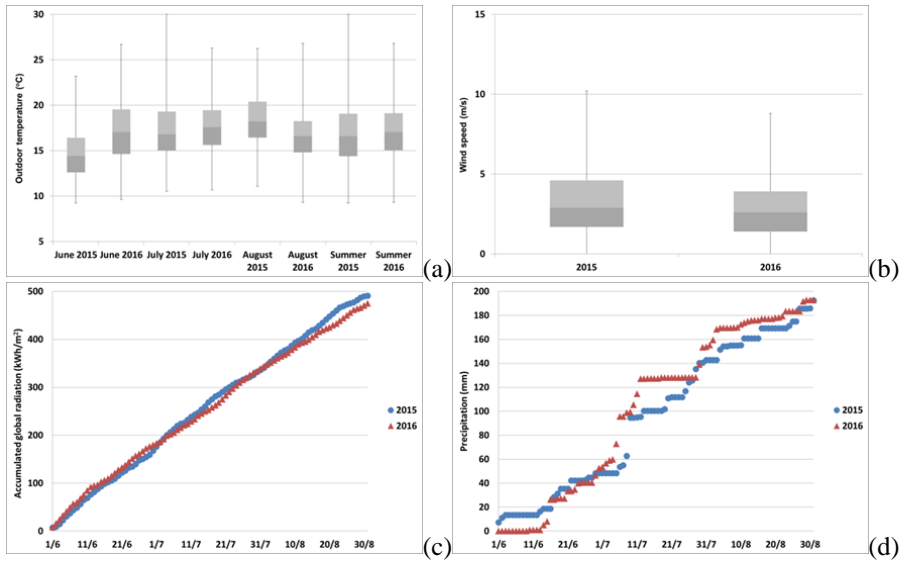 30
25
20
15
10
5
Outdoor temperature (°C)
June 2015 June 2016 July 2015 July 2016 August 2015 August 2016 Summer 2015 Summer 2016
(a)
15
10
5
0
Wind speed (m/s)
2015 2016
(b)
500
400
300
200
100
0
Accumulated global radiation (kWh/m²)
1/6 11/6 21/6 1/7 11/7 21/7 31/7 10/8 20/8 30/8
2015
2016
(c)
200
180
160
140
120
100
80
60
40
20
0
Precipitation (mm)
1/6 11/6 21/6 1/7 11/7 21/7 31/7 10/8 20/8 30/8
2015
2016
(d)